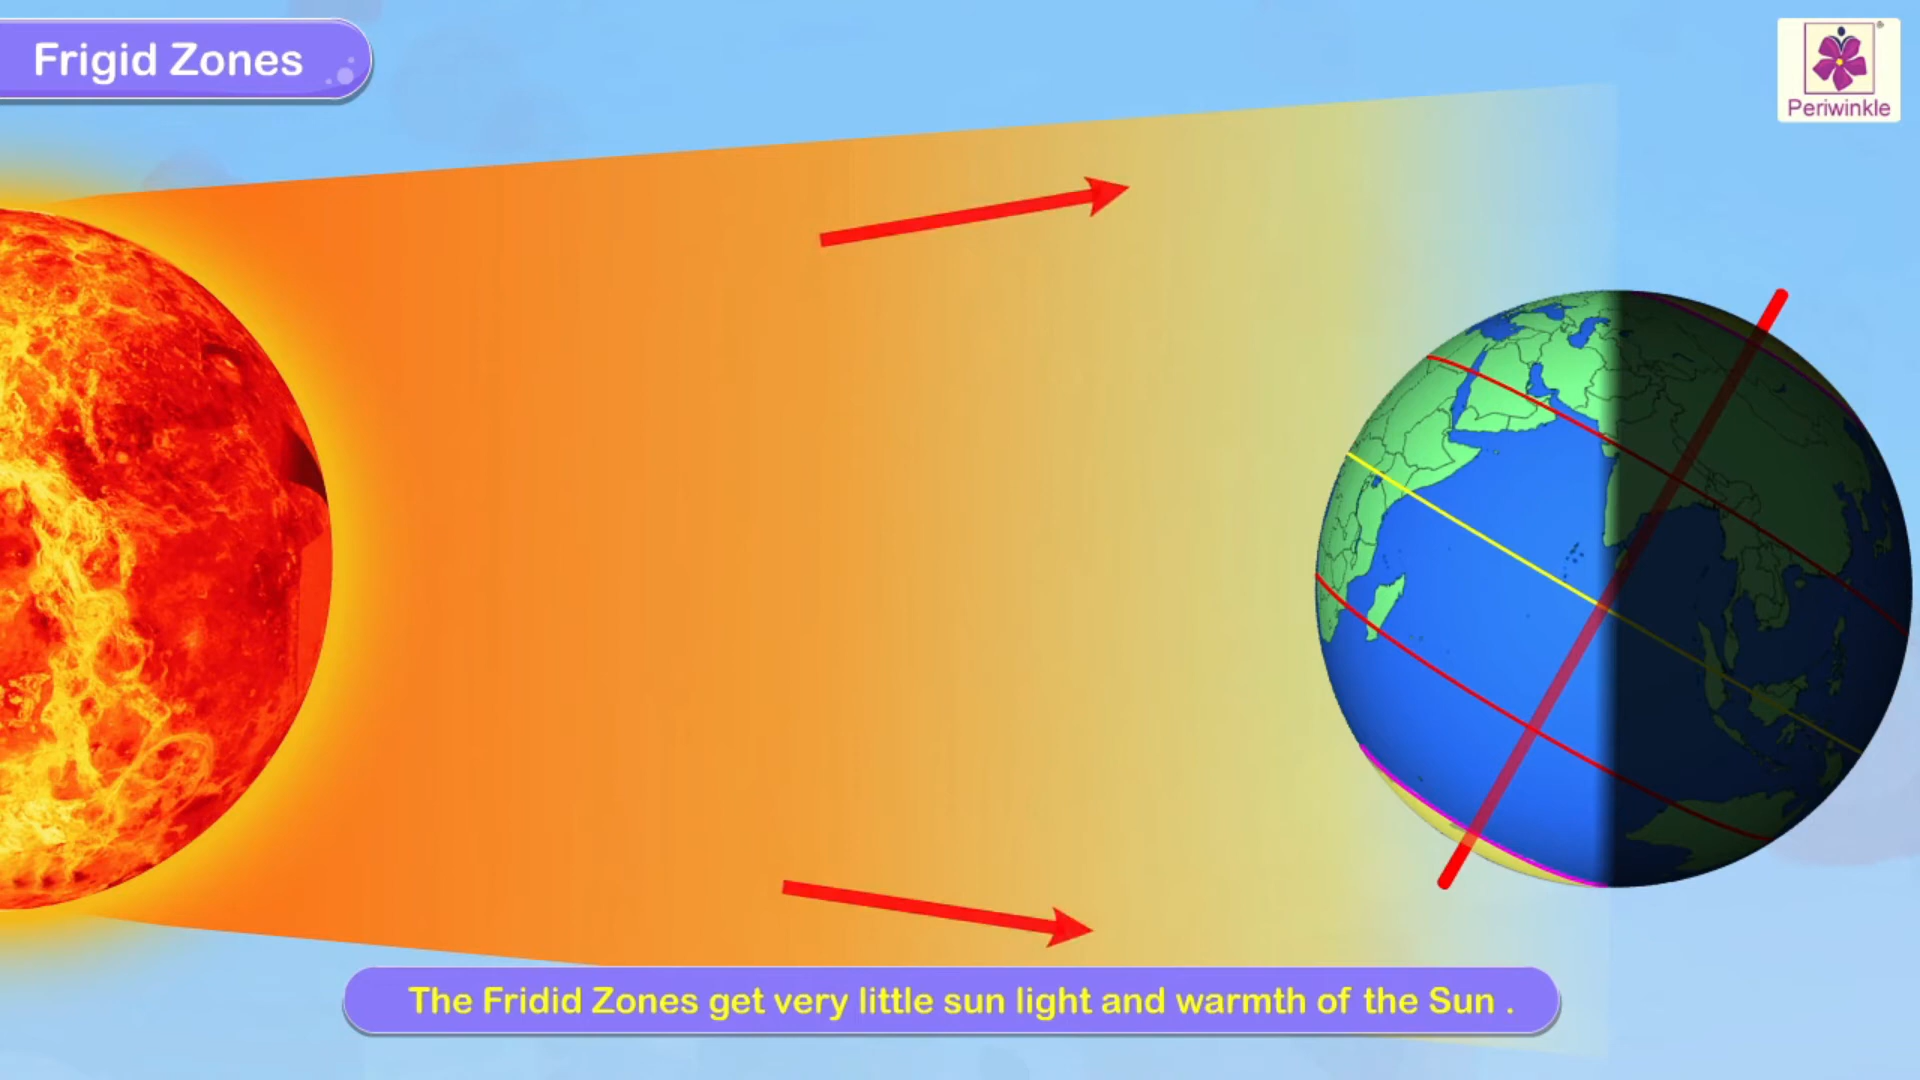 Frigid Zones
®
Periwinkle
The Fridid Zones get very little sun light and warmth of the Sun .